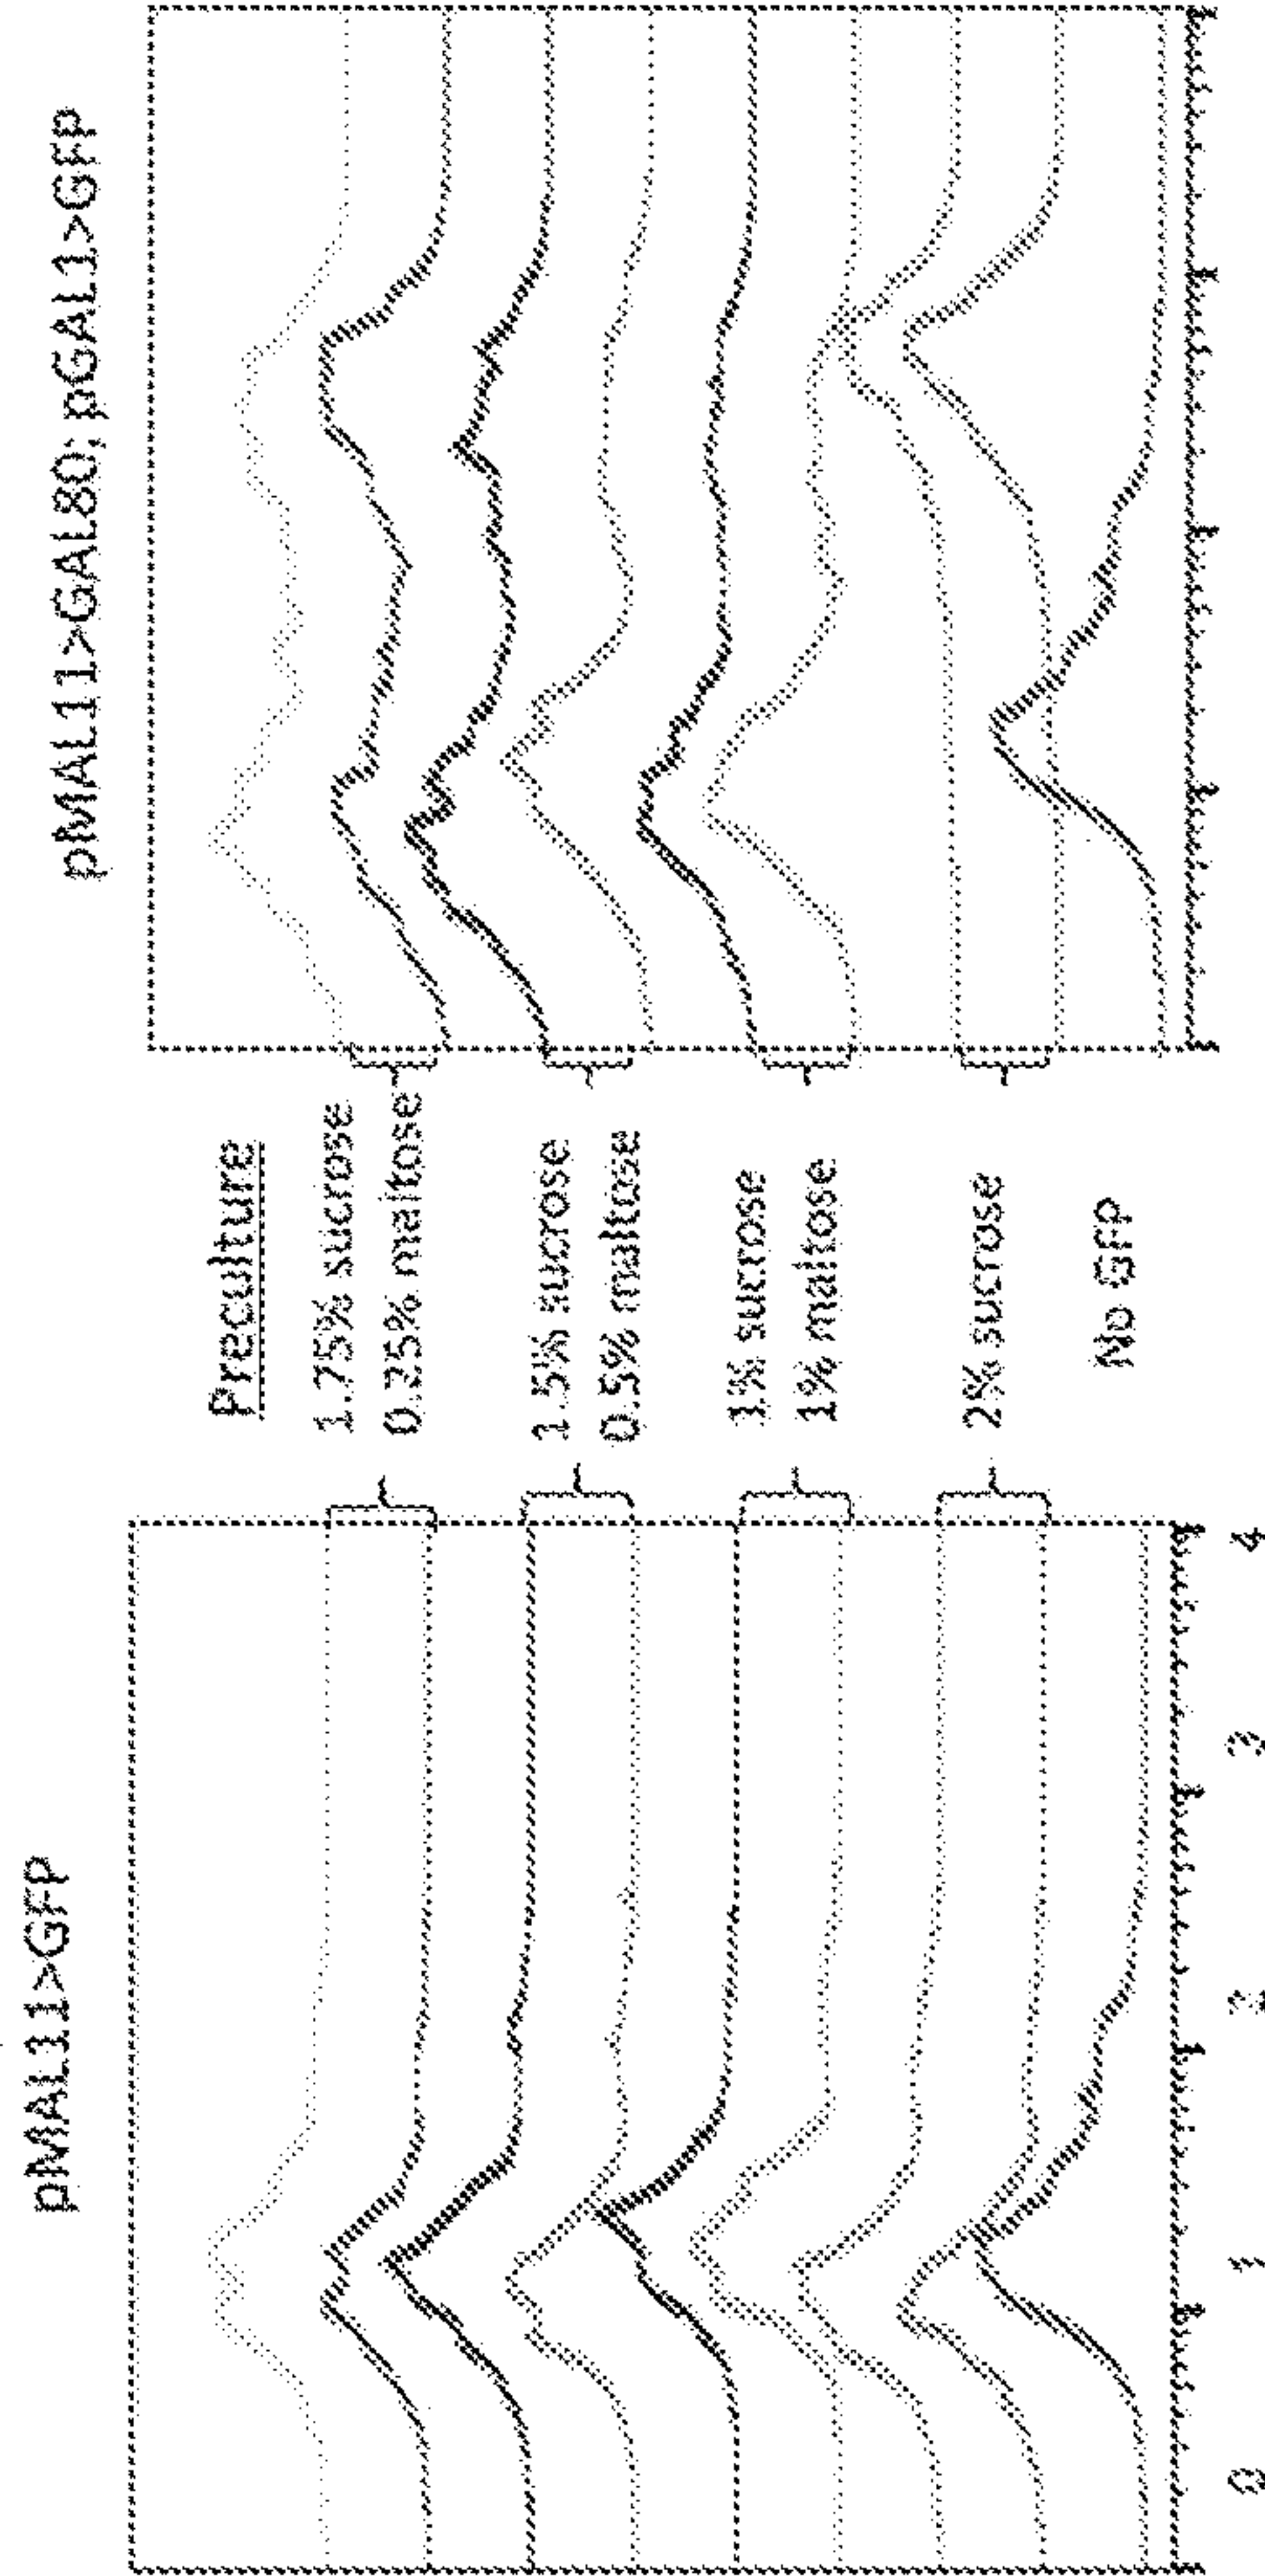 pMAL11>GFP
pMAL11>GAL80; pGAL1>GFP
Preculture
1.75% sucrose
0.25% maltose
1.5% sucrose
0.5% maltose
1% sucrose
1% maltose
2% sucrose
No GFP
0 1 2 3 4